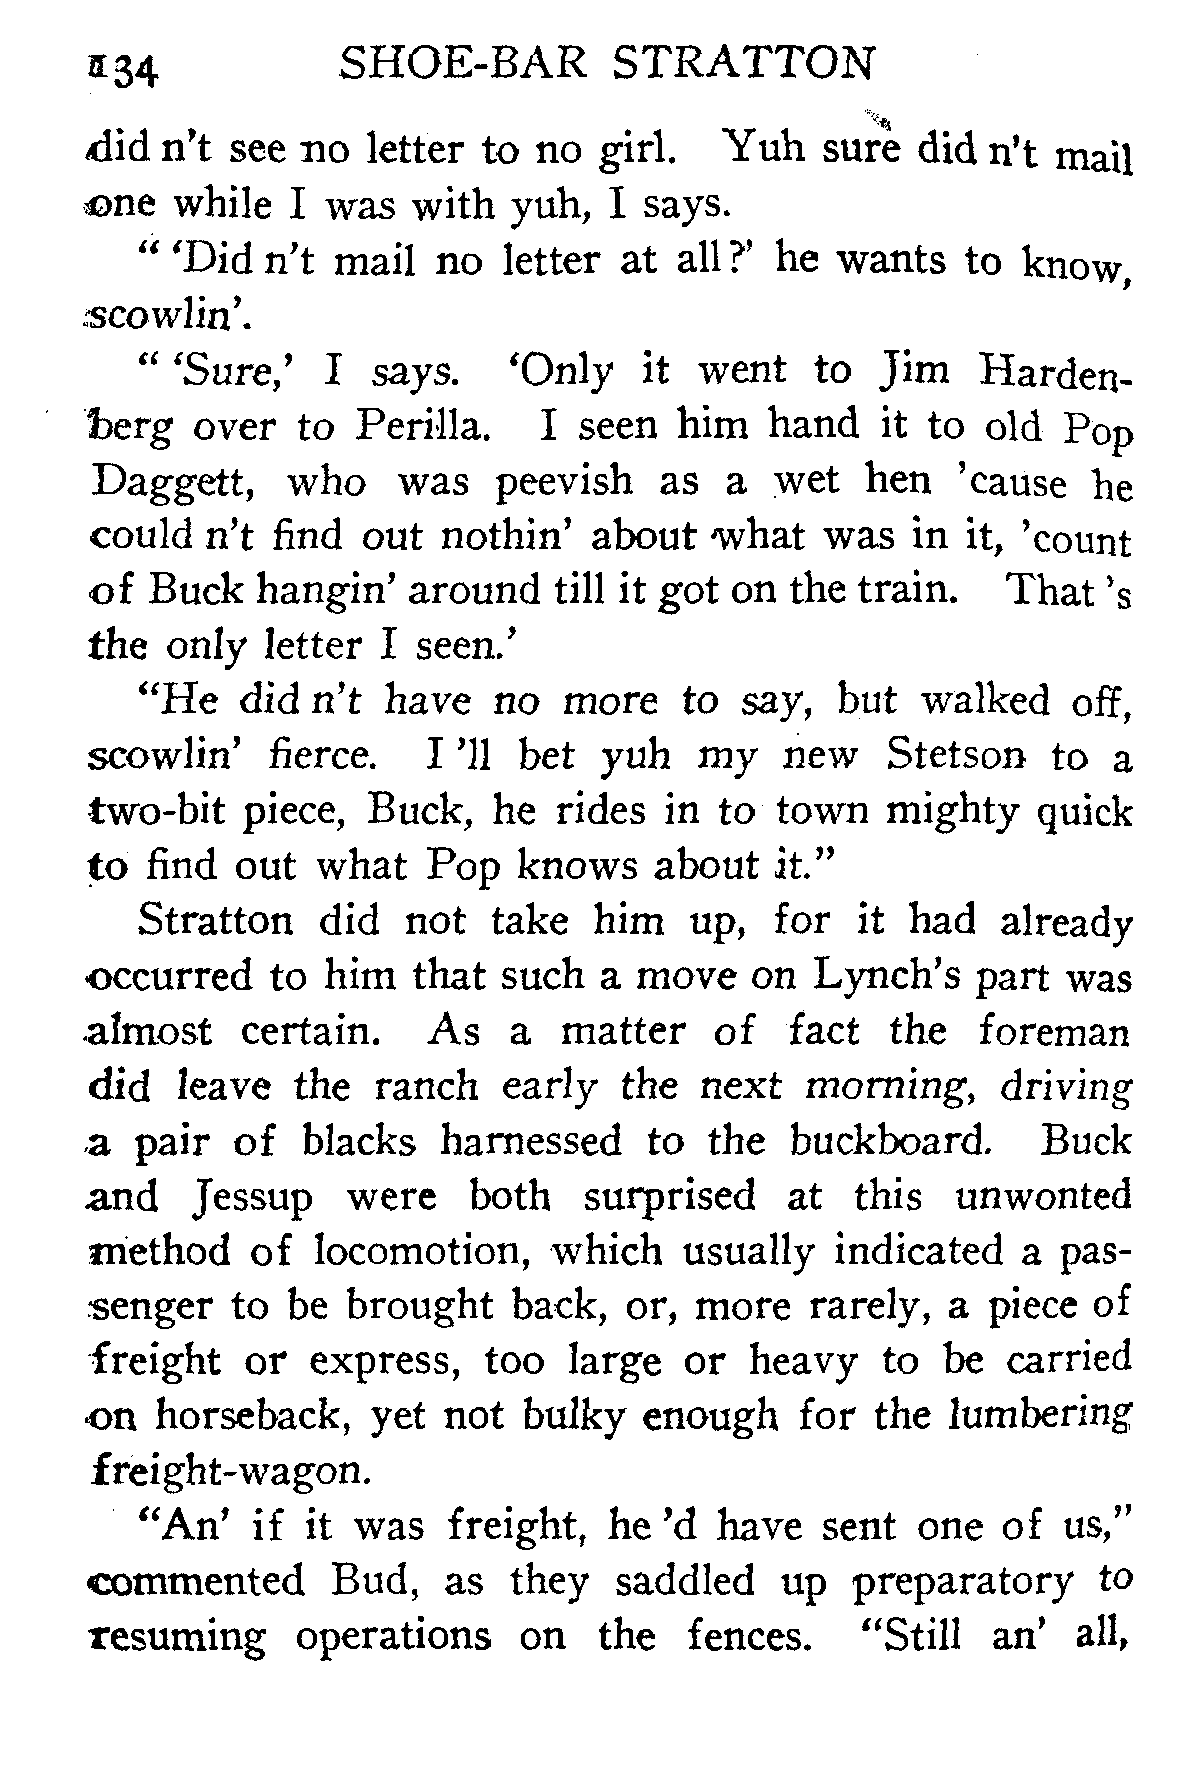 134 SHOE-BAR STRATTON
did n't see no letter to no girl. Yuh sure did n't mail
one while I was with yuh, I says.
" 'Did n't mail no letter at all?' he wants to know,
scowlin'.
" 'Sure,' I says. 'Only it went to Jim Harden-
berg over to Perilla. I seen him hand it to old Pop
Daggett, who was peevish as a wet hen 'cause he
could n't find out nothin' about what was in it, 'count
of Buck hangin' around till it got on the train. That 's
the only letter I seen.'
"He did n't have no more to say, but walked off,
scowlin' fierce. I 'll bet yuh my new Stetson to a
two-bit piece, Buck, he rides in to town mighty quick
to find out what Pop knows about it."
Stratton did not take him up, for it had already
occurred to him that such a move on Lynch's part was
almost certain. As a matter of fact the foreman
did leave the ranch early the next morning, driving
a pair of blacks harnessed to the buckboard. Buck
and Jessup were both surprised at this unwonted
method of locomotion, which usually indicated a pas-
senger to be brought back, or, more rarely, a piece of
freight or express, too large or heavy to be carried
on horseback, yet not bulky enough for the lumbering
freight-wagon.
"An' if it was freight, he 'd have sent one of us,"
commented Bud, as they saddled up preparatory to
resuming operations on the fences. "Still an' all,